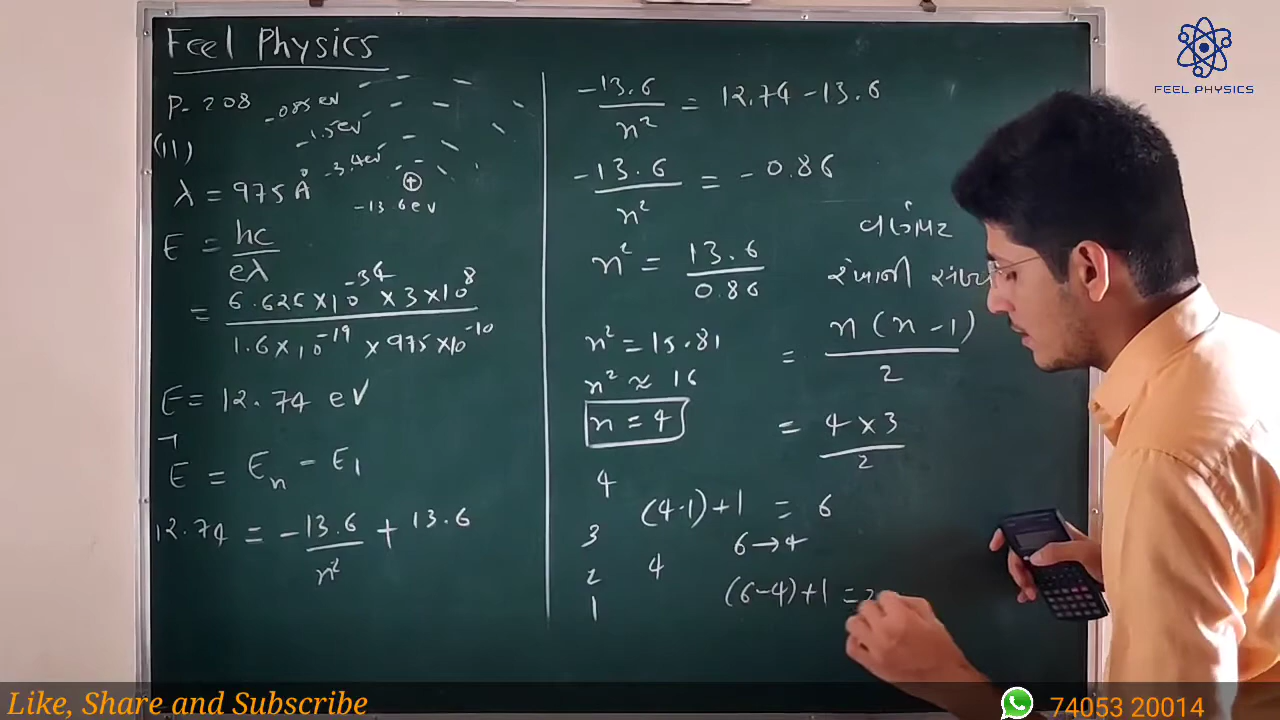 Feel Physics
P-208
-0.85 ev
-1.5 ev
(11)
-3.4ev
λ = 975 Å
-13.6 ev
E = hc / eλ
= 6.626×10^-34 × 3×10^8 / 1.6×10^-19 × 975×10^-10
E = 12.74 eV
E = En - E1
12.74 = -13.6 / n² + 13.6
-13.6 / n² = 12.74 - 13.6
-13.6 / n² = -0.86
n² = 13.6 / 0.86
n² = 15.81
n² ≈ 16
n = 4
4
3
2
1
(4-1)+1
4
વર્ણપટ
રેખાની
= n(n-1) / 2
= 4×3 / 2
= 6
6→4
(6-4)+1 =
FEEL PHYSICS
Like, Share and Subscribe
74053 20014